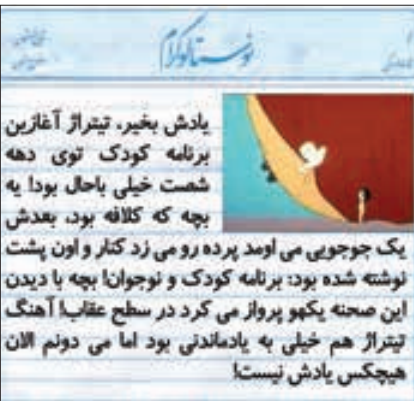 نوستالوگرام
یادش بخیر، تیتراژ آغازین
برنامه کودک توی دهه
شصت خیلی باحال بود! یه
بچه که کلافه بود، بعدش
یک جوجویی می اومد پرده رو می زد کنار و اون پشت
نوشته شده بود: برنامه کودک و نوجوان! بچه با دیدن
این صحنه یکهو پرواز می کرد در سطح عقاب! آهنگ
تیتراژ هم خیلی به یادماندنی بود اما می دونم الان
هیچکس یادش نیست!